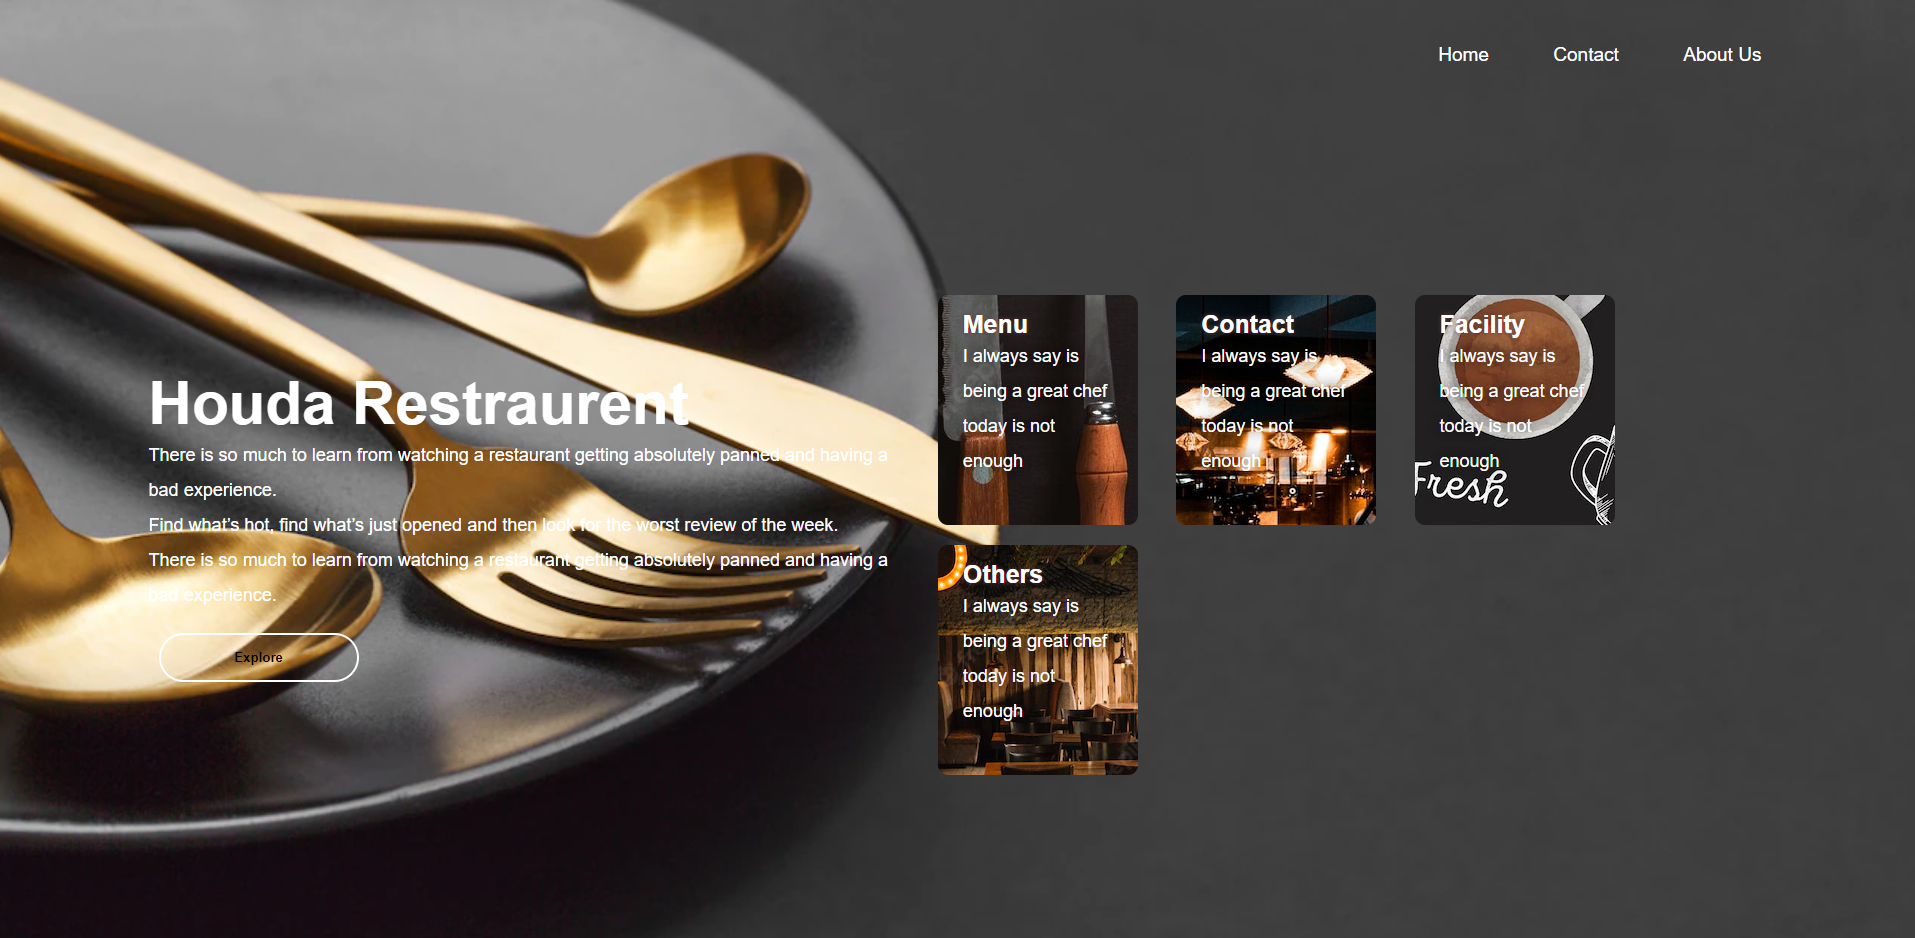 Home
Contact
About Us
Houda Restraurent
There is so much to learn from watching a restaurant getting absolutely panned and having a
bad experience.
Find what's hot, find what's just opened and then look for the worst review of the week.
There is so much to learn from watching a restaurant getting absolutely panned and having a
bad experience.
Explore
Menu
I always say is
being a great chef
today is not
enough
Contact
I always say is
being a great chef
today is not
enough
Facility
I always say is
being a great chef
today is not
enough
Fresh
Others
I always say is
being a great chef
today is not
enough